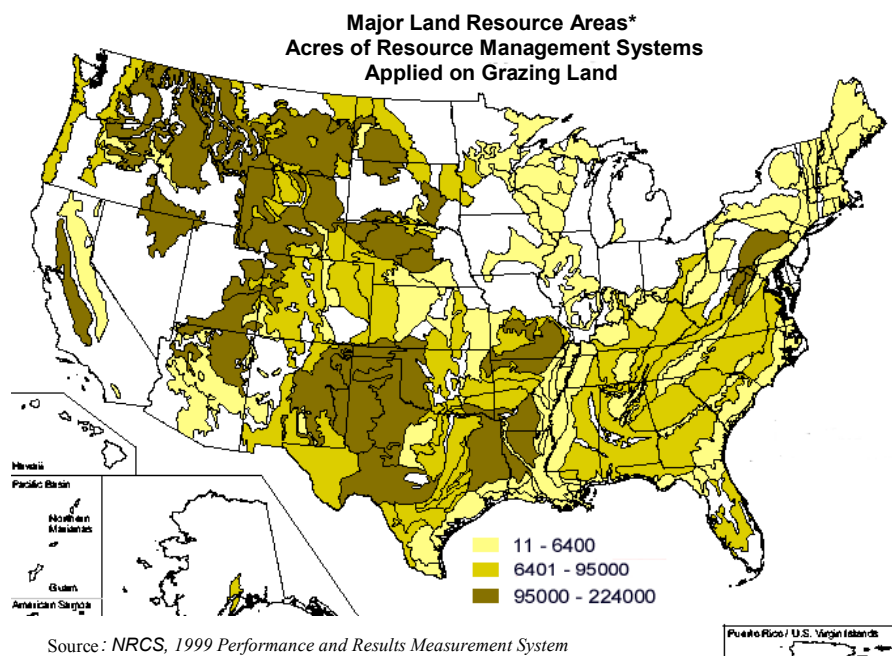 Major Land Resource Areas*
Acres of Resource Management Systems
Applied on Grazing Land
Hawaii
Pacific Basin
Northern
Marianas
Guam
American Samoa
11 - 6400
6401 - 95000
95000 - 224000
Source: NRCS, 1999 Performance and Results Measurement System
Puerto Rico / U.S. Virgin Islands